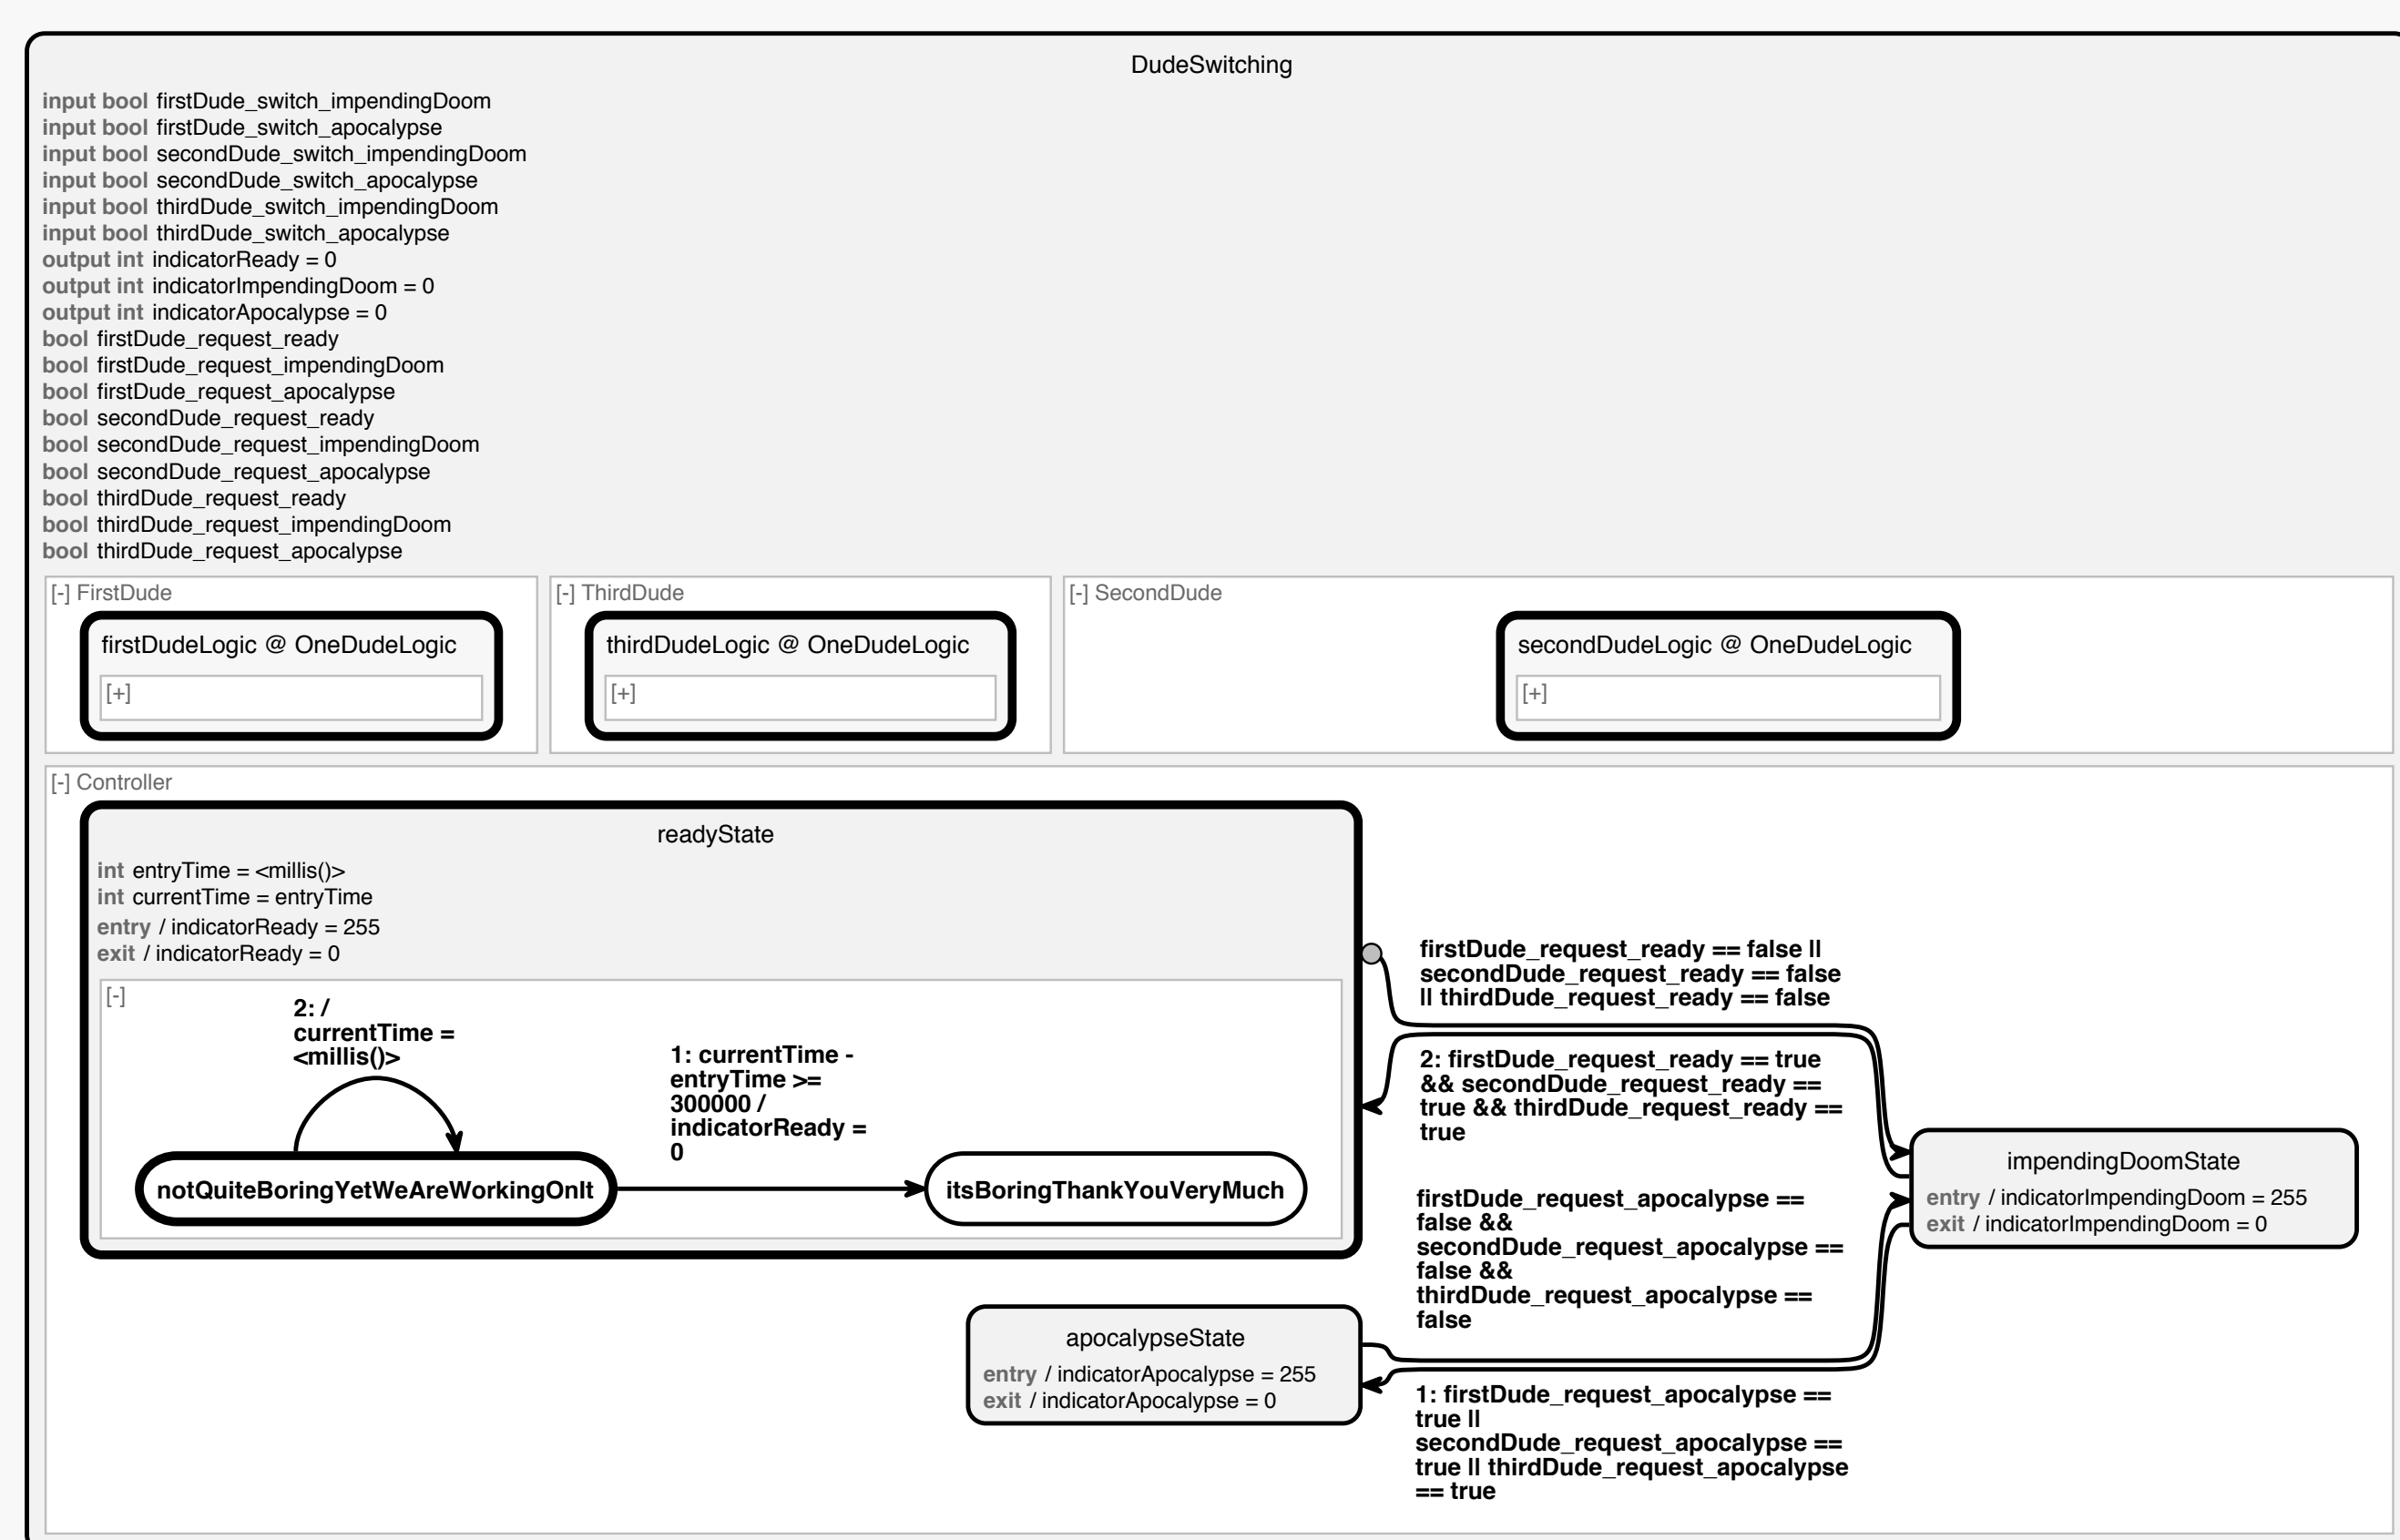 DudeSwitching
input bool firstDude_switch_impendingDoom
input bool firstDude_switch_apocalypse
input bool secondDude_switch_impendingDoom
input bool secondDude_switch_apocalypse
input bool thirdDude_switch_impendingDoom
input bool thirdDude_switch_apocalypse
output int indicatorReady = 0
output int indicatorImpendingDoom = 0
output int indicatorApocalypse = 0
bool firstDude_request_ready
bool firstDude_request_impendingDoom
bool firstDude_request_apocalypse
bool secondDude_request_ready
bool secondDude_request_impendingDoom
bool secondDude_request_apocalypse
bool thirdDude_request_ready
bool thirdDude_request_impendingDoom
bool thirdDude_request_apocalypse
[-] FirstDude
firstDudeLogic @ OneDudeLogic
[+]
[-] ThirdDude
thirdDudeLogic @ OneDudeLogic
[+]
[-] SecondDude
secondDudeLogic @ OneDudeLogic
[+]
[-] Controller
readyState
int entryTime = <millis()>
int currentTime = entryTime
entry / indicatorReady = 255
exit / indicatorReady = 0
[-]
2: /
currentTime =
<millis()>
1: currentTime -
entryTime >=
300000 /
indicatorReady =
0
notQuiteBoringYetWeAreWorkingOnIt
itsBoringThankYouVeryMuch
firstDude_request_ready == false ||
secondDude_request_ready == false
|| thirdDude_request_ready == false
2: firstDude_request_ready == true
&& secondDude_request_ready ==
true && thirdDude_request_ready ==
true
impendingDoomState
entry / indicatorImpendingDoom = 255
exit / indicatorImpendingDoom = 0
firstDude_request_apocalypse ==
false &&
secondDude_request_apocalypse ==
false &&
thirdDude_request_apocalypse ==
false
apocalypseState
entry / indicatorApocalypse = 255
exit / indicatorApocalypse = 0
1: firstDude_request_apocalypse ==
true ||
secondDude_request_apocalypse ==
true || thirdDude_request_apocalypse
== true